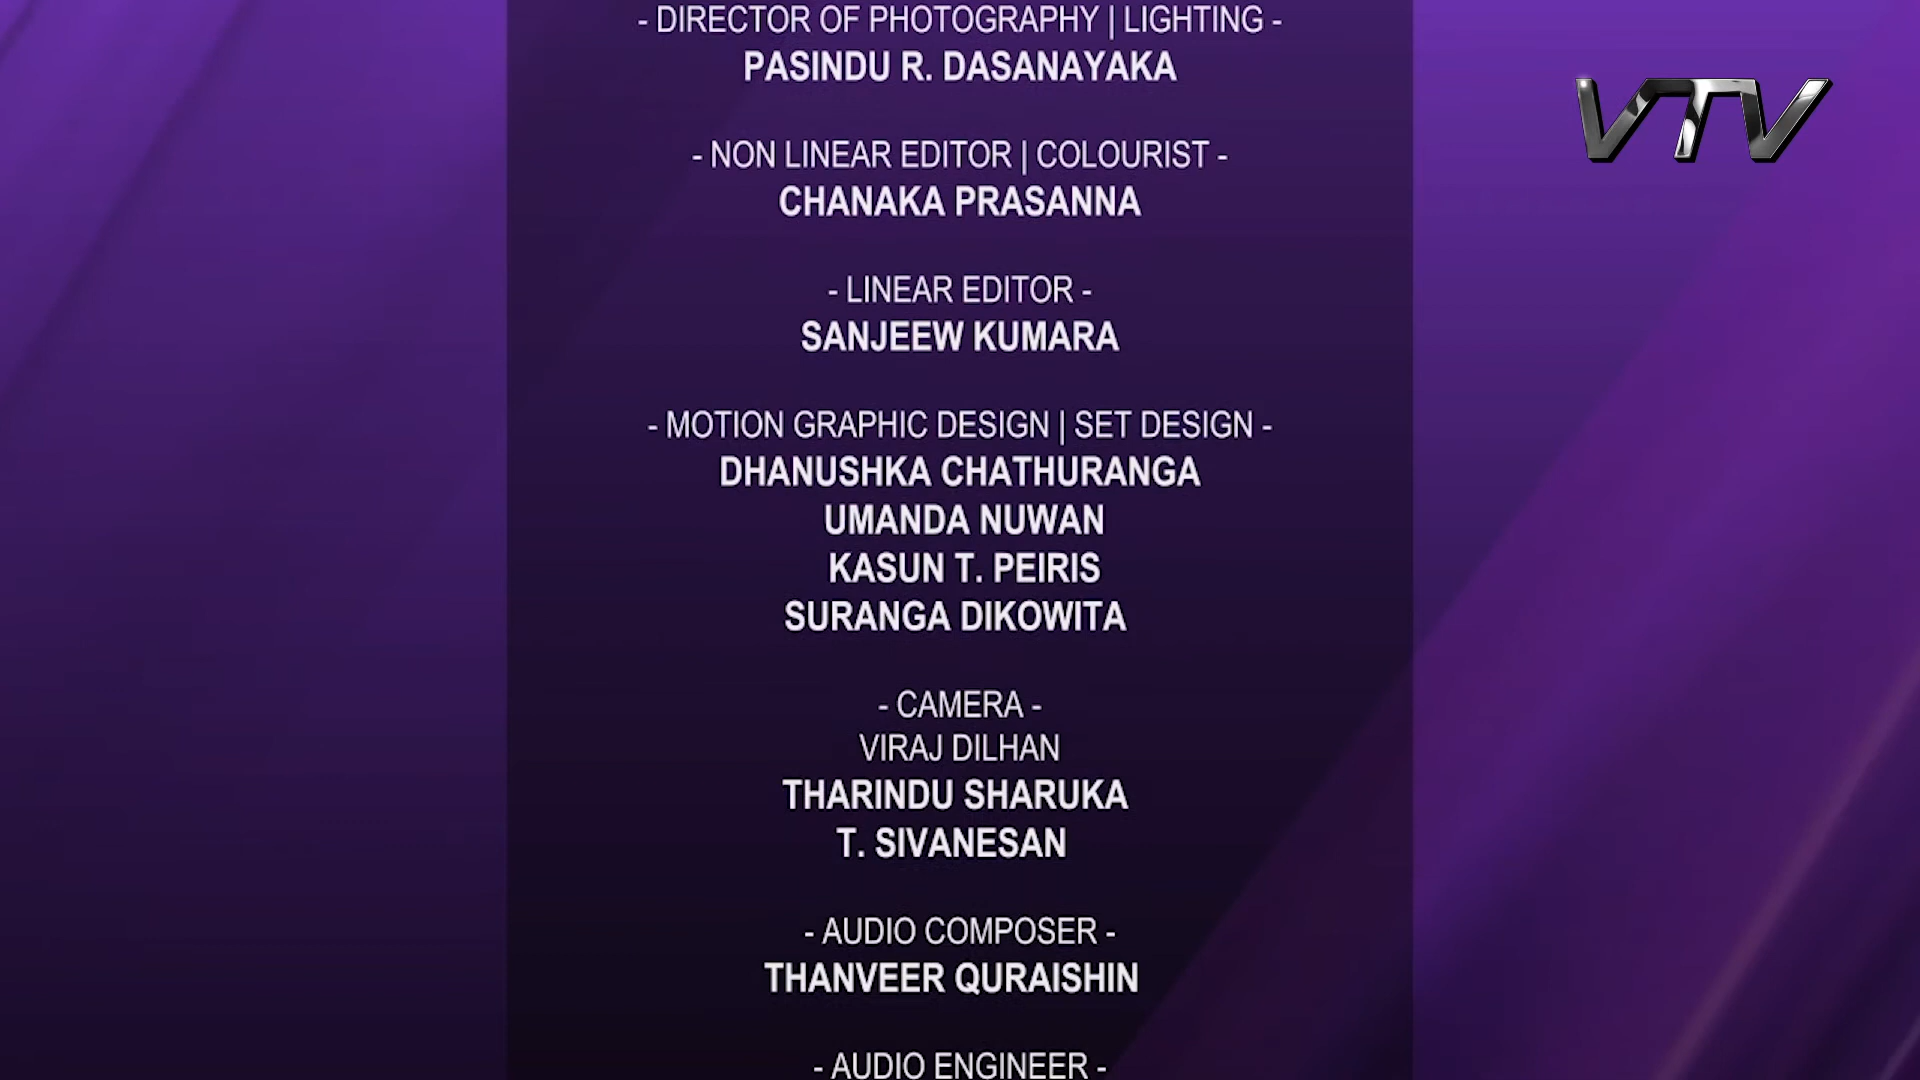 - DIRECTOR OF PHOTOGRAPHY | LIGHTING -
PASINDU R. DASANAYAKA
VTV
- NON LINEAR EDITOR | COLOURIST -
CHANAKA PRASANNA
- LINEAR EDITOR -
SANJEEW KUMARA
- MOTION GRAPHIC DESIGN | SET DESIGN -
DHANUSHKA CHATHURANGA
UMANDA NUWAN
KASUN T. PEIRIS
SURANGA DIKOWITA
- CAMERA -
VIRAJ DILHAN
THARINDU SHARUKA
T. SIVANESAN
- AUDIO COMPOSER -
THANVEER QURAISHIN
- AUDIO ENGINEER -